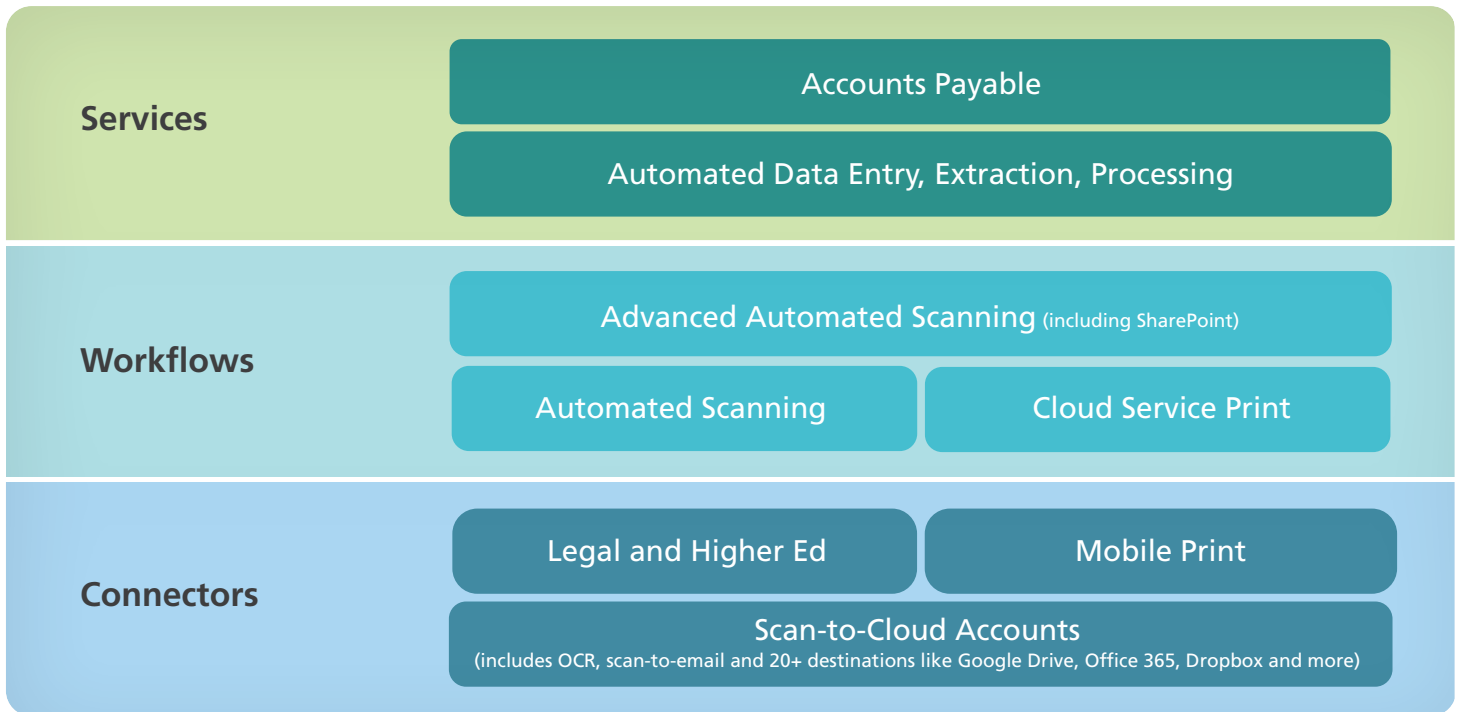 Services
Accounts Payable
Automated Data Entry, Extraction, Processing
Workflows
Advanced Automated Scanning (including SharePoint)
Automated Scanning
Cloud Service Print
Connectors
Legal and Higher Ed
Mobile Print
Scan-to-Cloud Accounts
(includes OCR, scan-to-email and 20+ destinations like Google Drive, Office 365, Dropbox and more)